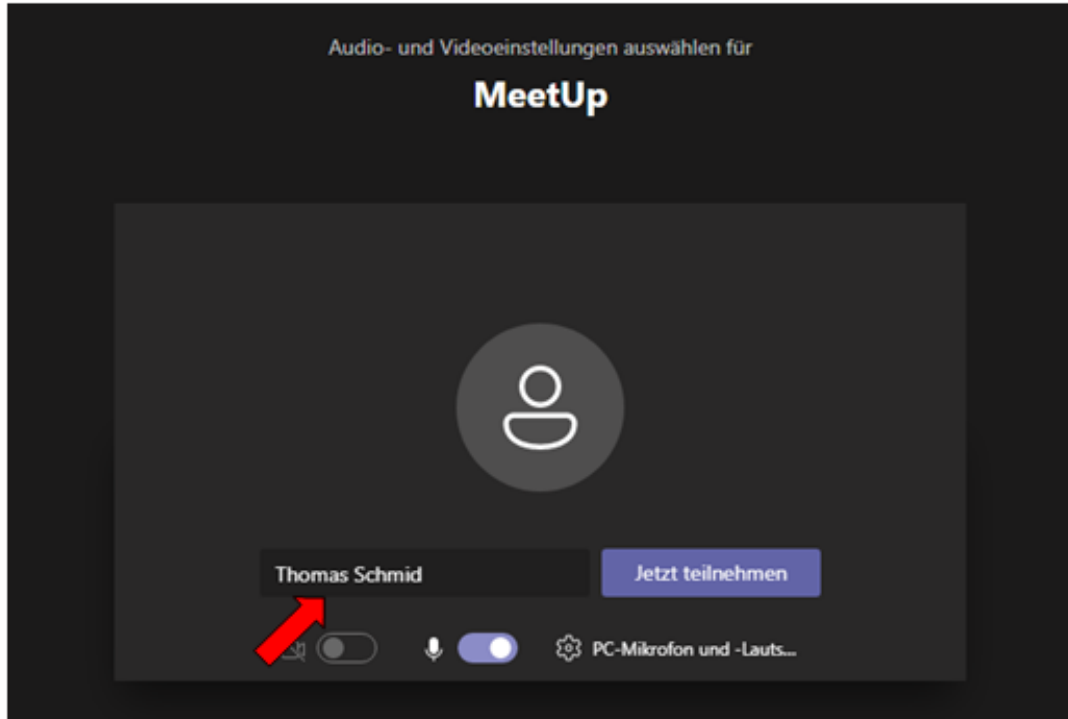 Audio- und Videoeinstellungen auswählen für
MeetUp
Thomas Schmid
Jetzt teilnehmen
PC-Mikrofon und -Lauts...